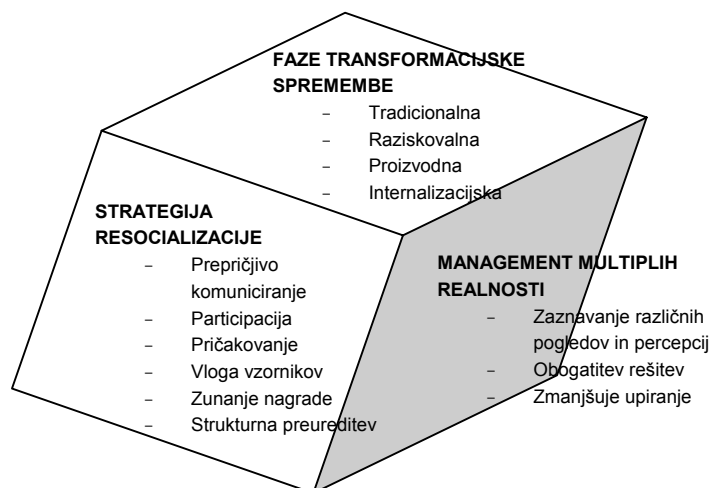 FAZE TRANSFORMACIJSKE
SPREMEMBE
- Tradicionalna
- Raziskovalna
- Proizvodna
- Internalizacijska
STRATEGIJA
RESOCIALIZACIJE
- Prepričjivo
komuniciranje
- Participacija
- Pričakovanje
- Vloga vzornikov
- Zunanje nagrade
- Strukturna preureditev
MANAGEMENT MULTIPLIH
REALNOSTI
- Zaznavanje različnih
pogledov in percepcij
- Obogatitev rešitev
- Zmanjšuje upiranje